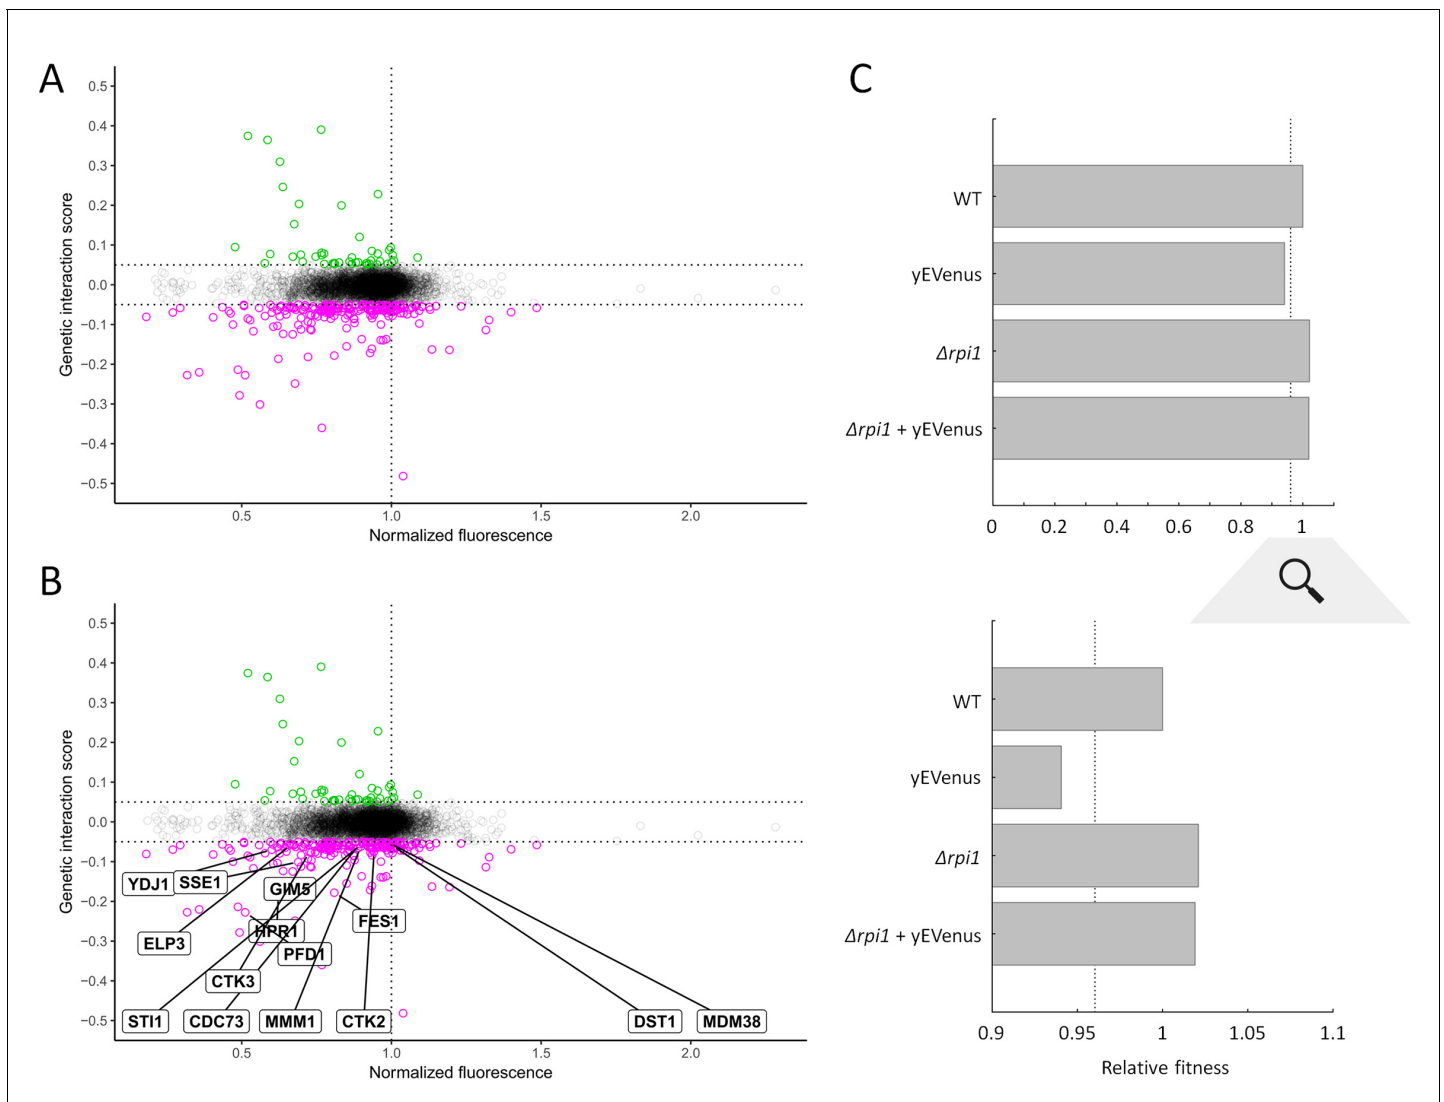 A
0.5
0.4
0.3
0.2
0.1
0.0
−0.1
−0.2
−0.3
−0.4
−0.5
Genetic interaction score
0.5
1.0
1.5
2.0
Normalized fluorescence
B
0.5
0.4
0.3
0.2
0.1
0.0
−0.1
−0.2
−0.3
−0.4
−0.5
Genetic interaction score
YDJ1
SSE1
GIM5
FES1
HPR1
ELP3
PFD1
CTK3
STI1
CDC73
MMM1
CTK2
DST1
MDM38
0.5
1.0
1.5
2.0
Normalized fluorescence
C
WT
yEVenus
Δrpi1
Δrpi1 + yEVenus
0
0.2
0.4
0.6
0.8
1
WT
yEVenus
Δrpi1
Δrpi1 + yEVenus
0.9
0.95
1
1.05
1.1
Relative fitness